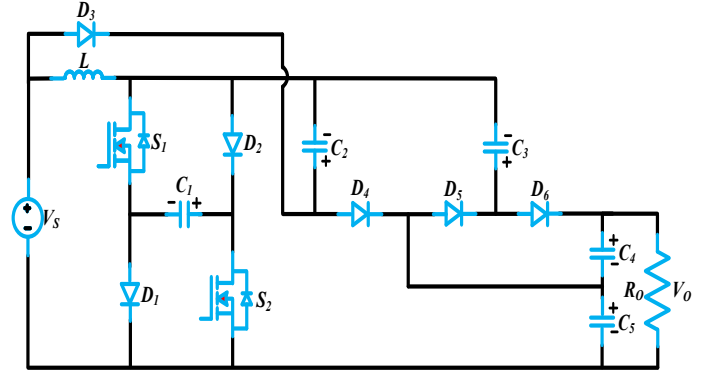 D3
L
S1
D2
C2
C3
C1
- +
D4
D5
D6
VS
+
-
D1
S2
C4
C5
RO
VO
-
+
-
+
+
-
+
-